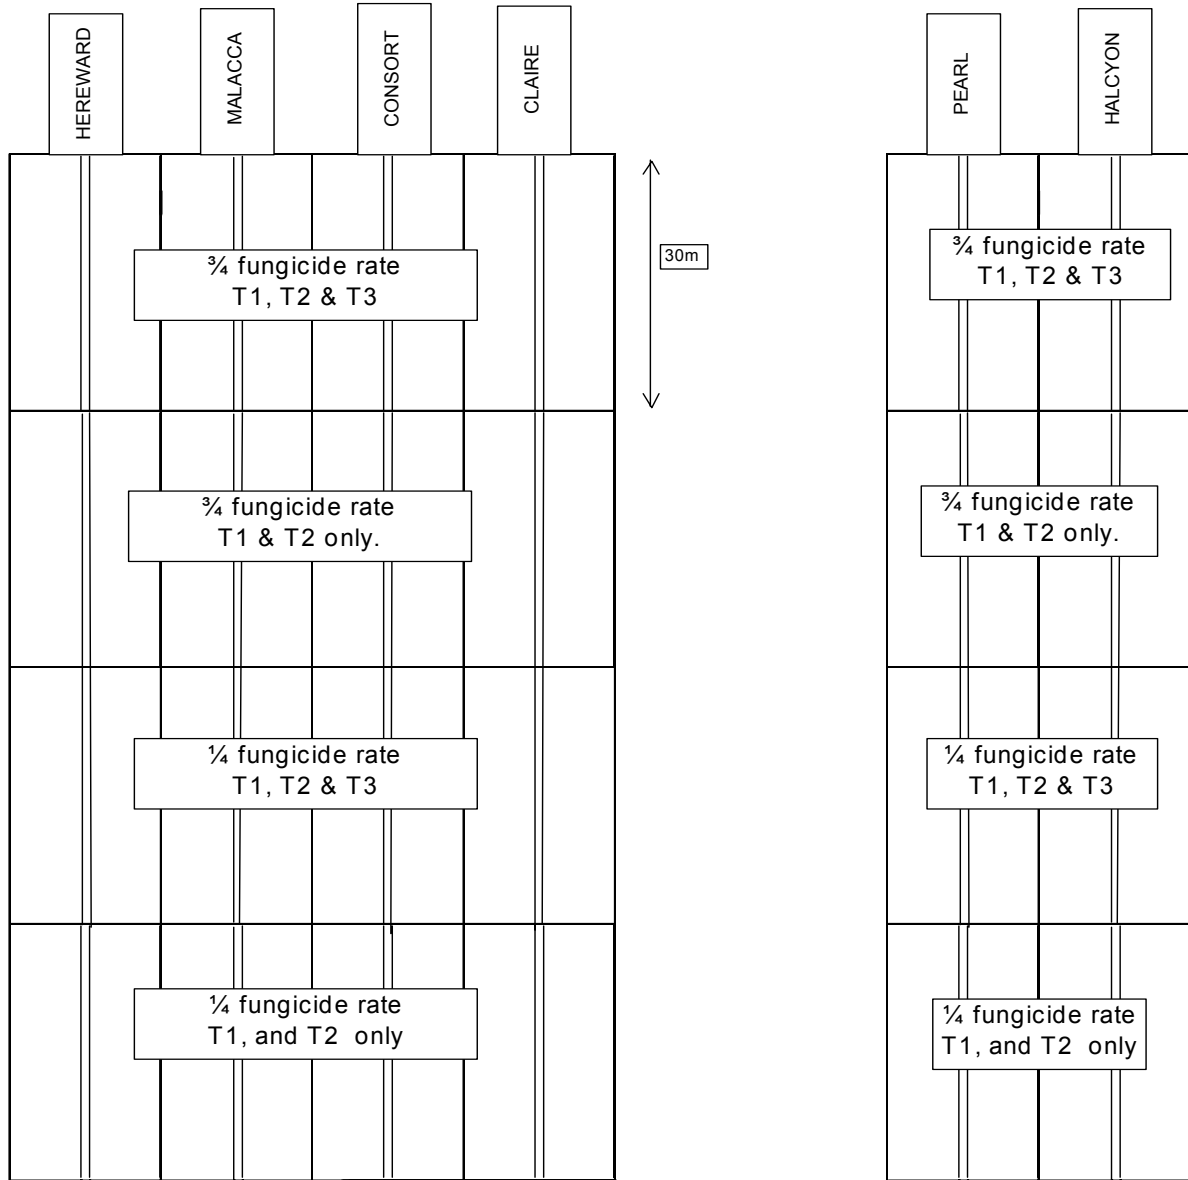 HEREWARD
MALACCA
CONSORT
CLAIRE
PEARL
HALCYON
30m
¾ fungicide rate
T1, T2 & T3
¾ fungicide rate
T1, T2 & T3
¾ fungicide rate
T1 & T2 only.
¾ fungicide rate
T1 & T2 only.
¼ fungicide rate
T1, T2 & T3
¼ fungicide rate
T1, T2 & T3
¼ fungicide rate
T1, and T2 only
¼ fungicide rate
T1, and T2 only